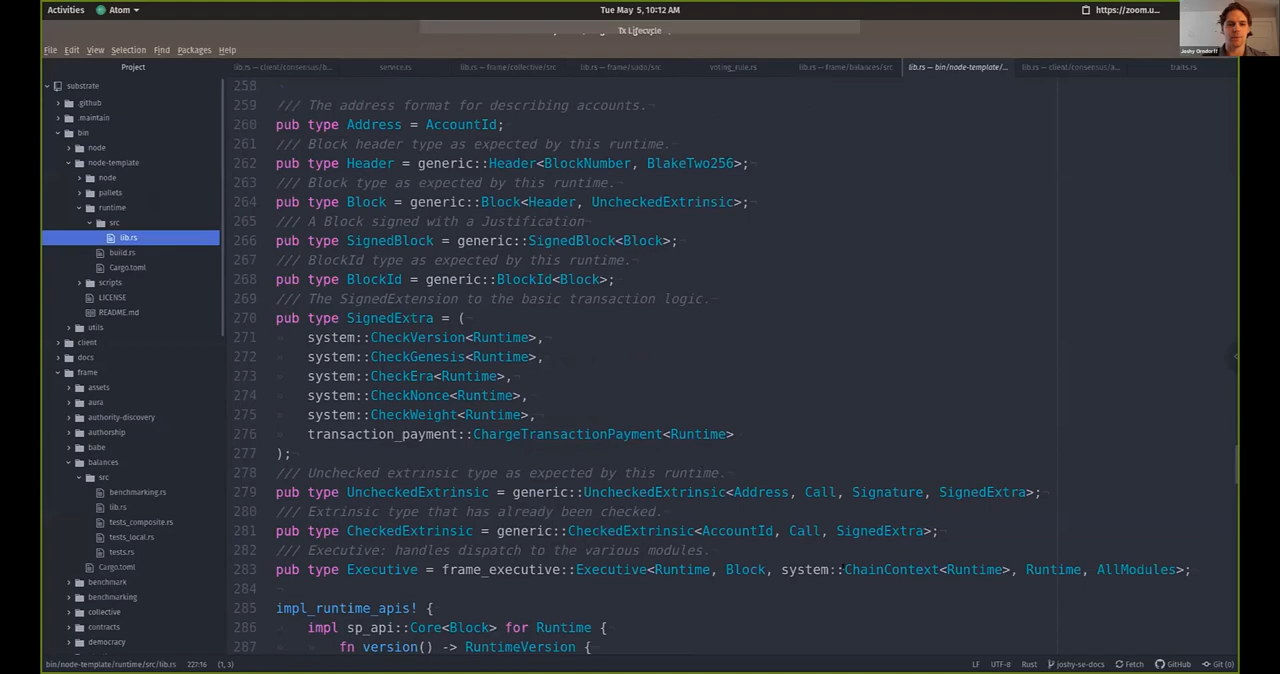 Activities
Atom
Tue May 5, 10:12 AM
https://zoom.u...
Tx Lifecycle
File Edit View Selection Find Packages Help
Joshy Orndorff
Project
lib.rs — client/consensus/b...
service.rs
lib.rs — frame/collective/src
lib.rs — frame/sudo/src
voting_rule.rs
lib.rs — frame/balances/src
lib.rs — bin/node-template/...
lib.rs — client/consensus/a...
traits.rs
substrate
.github
.maintain
bin
node
node-template
node
pallets
runtime
src
lib.rs
build.rs
Cargo.toml
scripts
LICENSE
README.md
utils
client
docs
frame
assets
aura
authority-discovery
authorship
babe
balances
src
benchmarking.rs
lib.rs
tests_composite.rs
tests_local.rs
tests.rs
Cargo.toml
benchmark
benchmarking
collective
contracts
democracy
258
259 /// The address format for describing accounts.
260 pub type Address = AccountId;
261 /// Block header type as expected by this runtime.
262 pub type Header = generic::Header<BlockNumber, BlakeTwo256>;
263 /// Block type as expected by this runtime.
264 pub type Block = generic::Block<Header, UncheckedExtrinsic>;
265 /// A Block signed with a Justification
266 pub type SignedBlock = generic::SignedBlock<Block>;
267 /// BlockId type as expected by this runtime.
268 pub type BlockId = generic::BlockId<Block>;
269 /// The SignedExtension to the basic transaction logic.
270 pub type SignedExtra = (
271 system::CheckVersion<Runtime>,
272 system::CheckGenesis<Runtime>,
273 system::CheckEra<Runtime>,
274 system::CheckNonce<Runtime>,
275 system::CheckWeight<Runtime>,
276 transaction_payment::ChargeTransactionPayment<Runtime>
277 );
278 /// Unchecked extrinsic type as expected by this runtime.
279 pub type UncheckedExtrinsic = generic::UncheckedExtrinsic<Address, Call, Signature, SignedExtra>;
280 /// Extrinsic type that has already been checked.
281 pub type CheckedExtrinsic = generic::CheckedExtrinsic<AccountId, Call, SignedExtra>;
282 /// Executive: handles dispatch to the various modules.
283 pub type Executive = frame_executive::Executive<Runtime, Block, system::ChainContext<Runtime>, Runtime, AllModules>;
284
285 impl_runtime_apis! {
286 impl sp_api::Core<Block> for Runtime {
287 fn version() -> RuntimeVersion {
bin/node-template/runtime/src/lib.rs 227:16 (1, 3)
LF UTF-8 Rust joshy-se-docs Fetch GitHub Git (0)